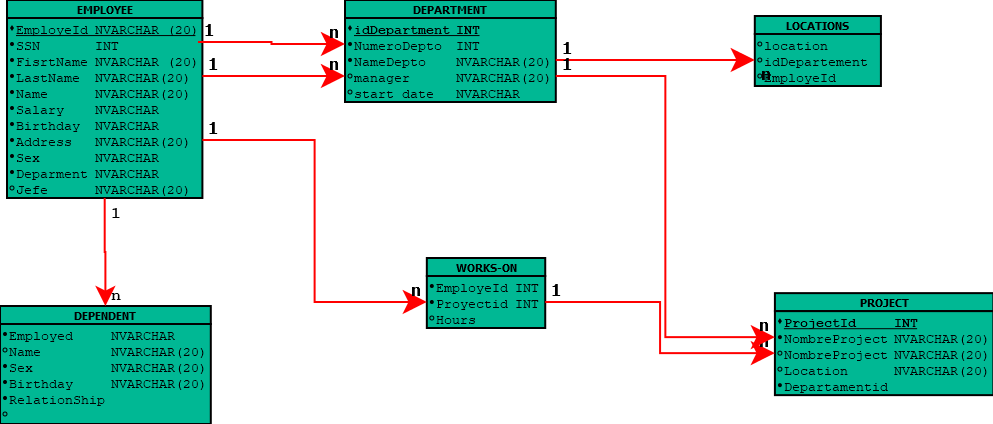 EMPLOYEE
EmployeId NVARCHAR (20)
SSN INT
FisrtName NVARCHAR (20)
LastName NVARCHAR(20)
Name NVARCHAR(20)
Salary NVARCHAR
Birthday NVARCHAR
Address NVARCHAR(20)
Sex NVARCHAR
Deparment NVARCHAR
Jefe NVARCHAR(20)
1
n
1
n
1
1
n
DEPARTMENT
idDepartment INT
NumeroDepto INT
NameDepto NVARCHAR(20)
manager NVARCHAR(20)
start date NVARCHAR
1
1
LOCATIONS
location
idDepartement
EmployeId
n
WORKS-ON
EmployeId INT
Proyectid INT
Hours
n
1
DEPENDENT
Employed NVARCHAR
Name NVARCHAR(20)
Sex NVARCHAR(20)
Birthday NVARCHAR(20)
RelationShip
PROJECT
ProjectId INT
NombreProject NVARCHAR(20)
NombreProject NVARCHAR(20)
Location NVARCHAR(20)
Departamentid
n
n